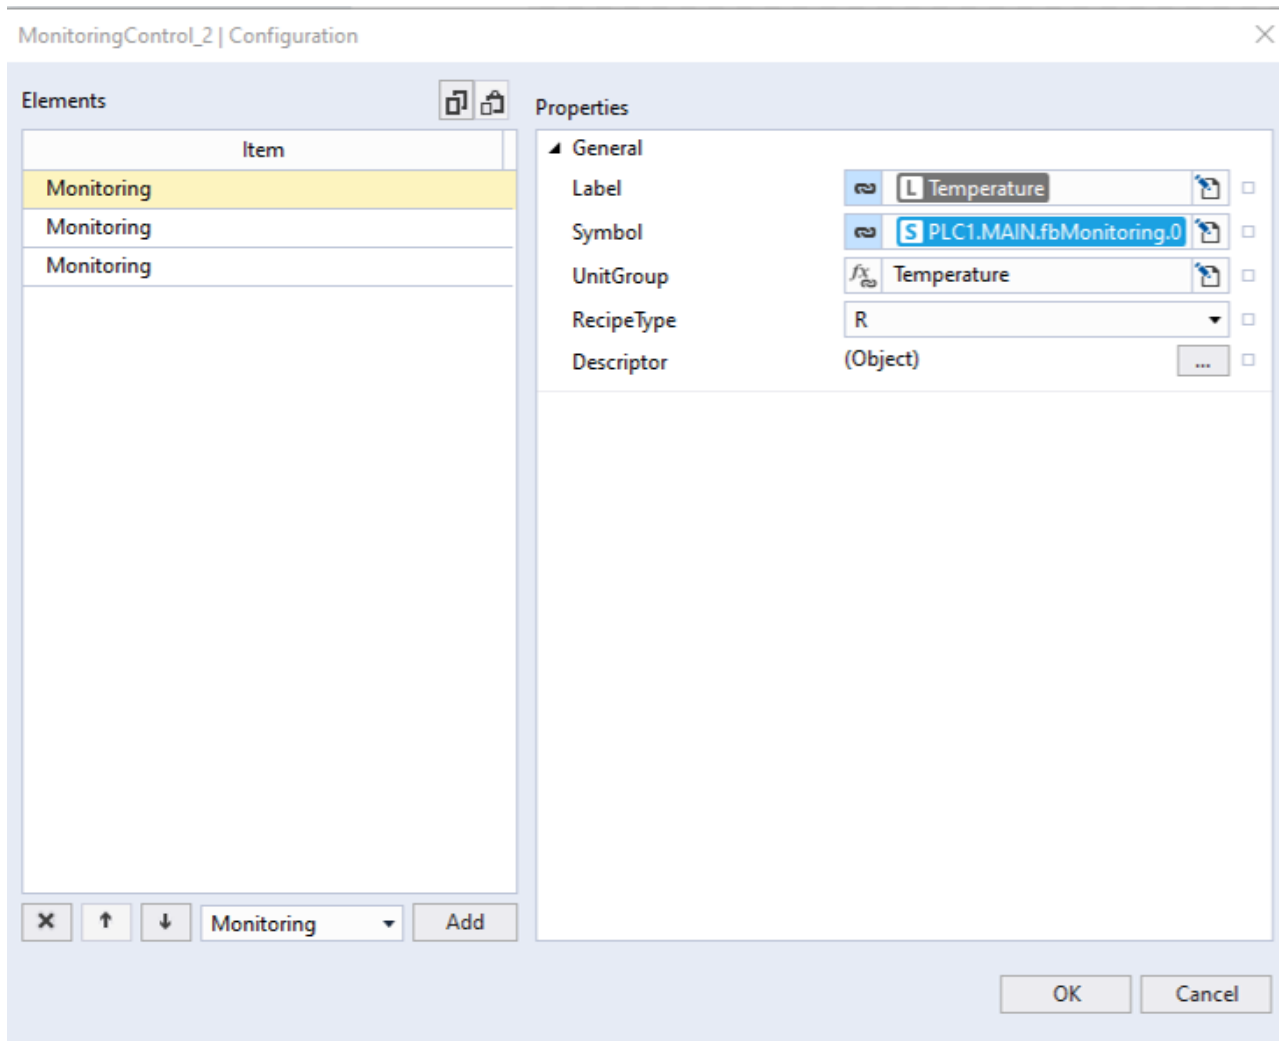 MonitoringControl_2 | Configuration
Elements
Item
Monitoring
Monitoring
Monitoring
Monitoring
Add
Properties
General
Label L Temperature
Symbol S PLC1.MAIN.fbMonitoring.0
UnitGroup fx Temperature
RecipeType R
Descriptor (Object) ...
OK Cancel